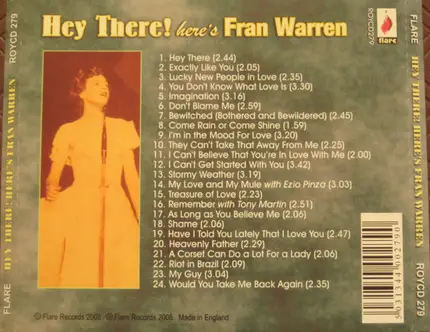 Hey There! here's Fran Warren
flare
ROYCD279
1. Hey There (2.44)
2. Exactly Like You (2.05)
3. Lucky New People in Love (2.35)
4. You Don't Know What Love is (3.30)
5. Imagination (3.16)
6. Don't Blame Me (2.59)
7. Bewitched (Bothered and Bewildered) (2.45)
8. Come Rain or Come Shine (1.59)
9. I'm in the Mood For Love (3.20)
10. They Can't Take That Away From Me (2.25)
11. I Can't Believe That You're In Love With Me (2.00)
12. I Can't Get Started With You (3.42)
13. Stormy Weather (3.19)
14. My Love and My Mule with Ezio Pinza (3.03)
15. Treasure of Love (2.23)
16. Remember with Tony Martin (2.51)
17. As Long as You Believe Me (2.06)
18. Shame (2.06)
19. Have I Told You Lately That I Love You (2.47)
20. Heavenly Father (2.29)
21. A Corset Can Do a Lot For a Lady (2.06)
22. Riot in Brazil (2.09)
23. My Guy (3.04)
24. Would You Take Me Back Again (2.35)
© Flare Records 2008 ℗ Flare Records 2008 Made in England
FLARE HEY THERE! HERE'S FRAN WARREN ROYCD 279
FLARE HEY THERE! HERE'S FRAN WARREN ROYCD 279